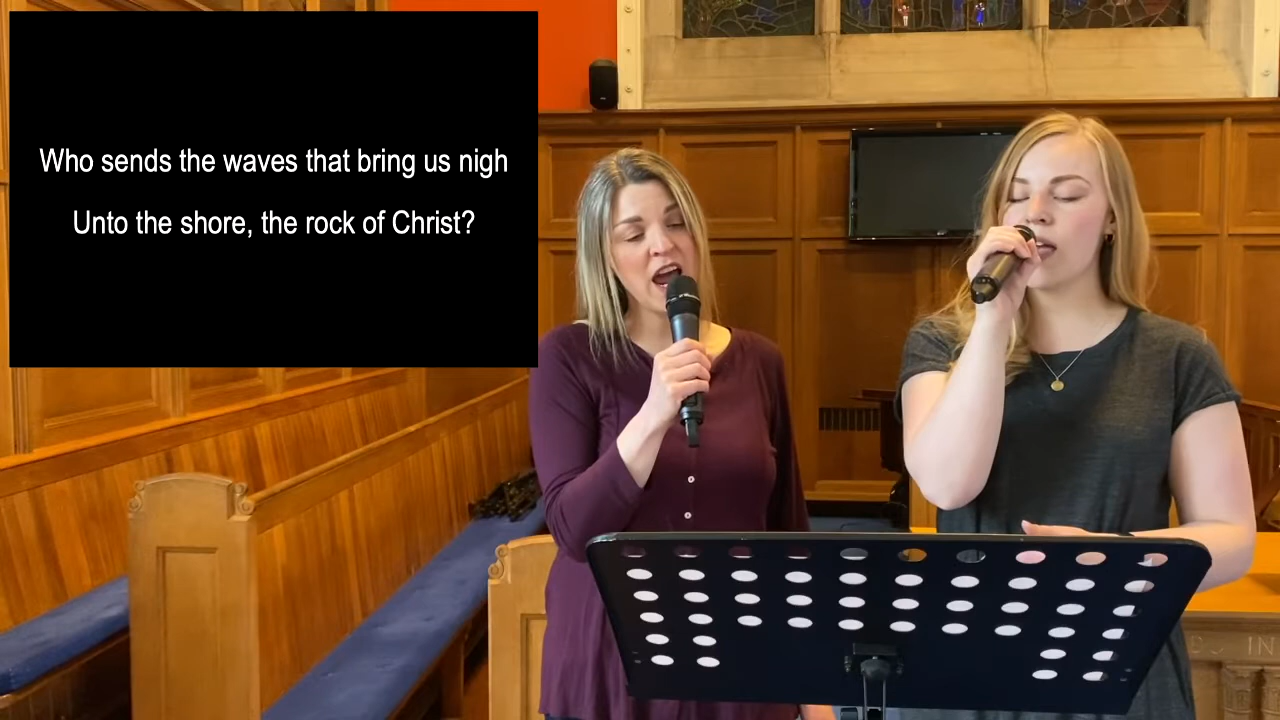 Who sends the waves that bring us nigh
Unto the shore, the rock of Christ?